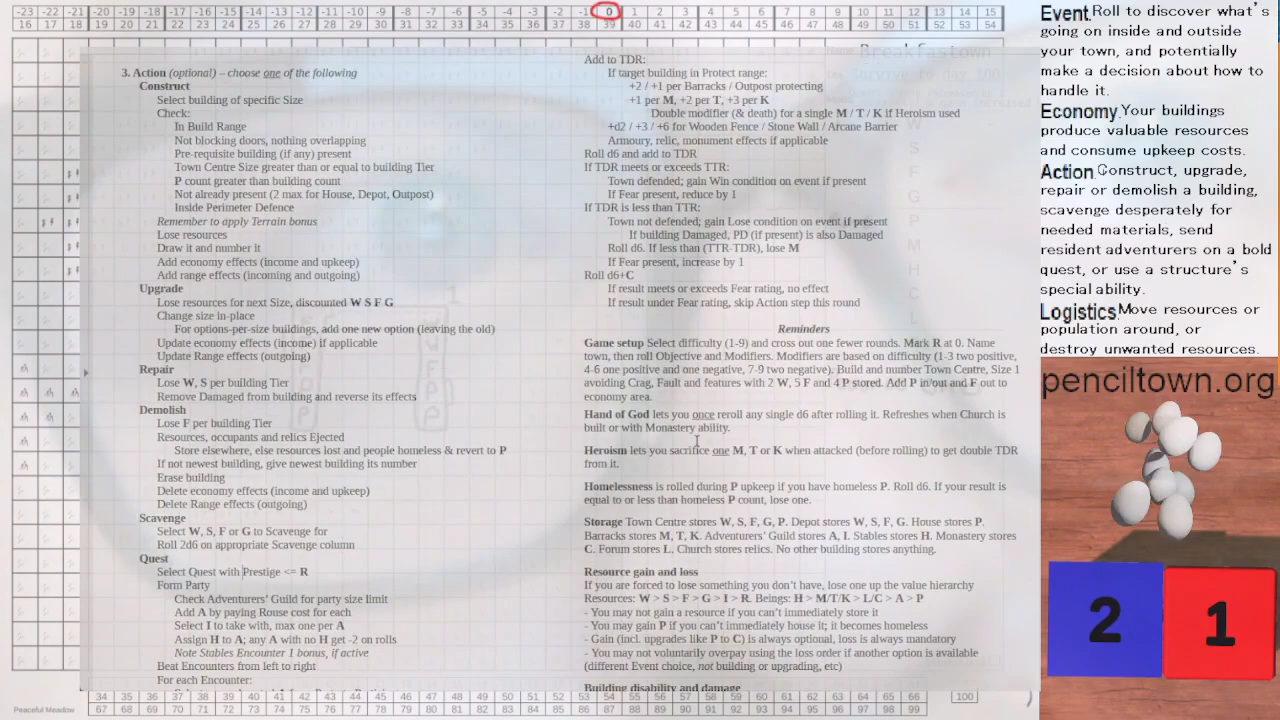 -23 -22 -21 -20 -19 -18 -17 -16 -15 -14 -13 -12 -11 -10 -9 -8 -7 -6 -5 -4 -3 -2 -1 0 1 2 3 4 5 6 7 8 9 10 11 12 13 14 15
16 17 18 19 20 21 22 23 24 25 26 27 28 29 30 31 32 33 34 35 36 37 38 39 40 41 42 43 44 45 46 47 48 49 50 51 52 53 54
Breakfastown
Survive to day 100
3. Action (optional) – choose one of the following
Construct
Select building of specific Size
Check:
In Build Range
Not blocking doors, nothing overlapping
Pre-requisite building (if any) present
Town Centre Size greater than or equal to building Tier
P count greater than building count
Not already present (2 max for House, Depot, Outpost)
Inside Perimeter Defence
Remember to apply Terrain bonus
Lose resources
Draw it and number it
Add economy effects (income and upkeep)
Add range effects (incoming and outgoing)
Upgrade
Lose resources for next Size, discounted W S F G
Change size in-place
For options-per-size buildings, add one new option (leaving the old)
Update economy effects (income) if applicable
Update Range effects (outgoing)
Repair
Lose W, S per building Tier
Remove Damaged from building and reverse its effects
Demolish
Lose F per building Tier
Resources, occupants and relics Ejected
Store elsewhere, else resources lost and people homeless & revert to P
If not newest building, give newest building its number
Erase building
Delete economy effects (income and upkeep)
Delete Range effects (outgoing)
Scavenge
Select W, S, F or G to Scavenge for
Roll 2d6 on appropriate Scavenge column
Quest
Select Quest with Prestige <= R
Form Party
Check Adventurers' Guild for party size limit
Add A by paying Rouse cost for each
Select I to take with, max one per A
Assign H to A; any A with no H get -2 on rolls
Note Stables Encounter 1 bonus, if active
Beat Encounters from left to right
For each Encounter:
Add to TDR:
If target building in Protect range:
+2 / +1 per Barracks / Outpost protecting
+1 per M, +2 per T, +3 per K
Double modifier (& death) for a single M / T / K if Heroism used
+d2 / +3 / +6 for Wooden Fence / Stone Wall / Arcane Barrier
Armoury, relic, monument effects if applicable
Roll d6 and add to TDR
If TDR meets or exceeds TTR:
Town defended; gain Win condition on event if present
If Fear present, reduce by 1
If TDR is less than TTR:
Town not defended; gain Lose condition on event if present
If building Damaged, PD (if present) is also Damaged
Roll d6. If less than (TTR-TDR), lose M
If Fear present, increase by 1
Roll d6+C
If result meets or exceeds Fear rating, no effect
If result under Fear rating, skip Action step this round
Reminders
Game setup Select difficulty (1-9) and cross out one fewer rounds. Mark R at 0. Name
town, then roll Objective and Modifiers. Modifiers are based on difficulty (1-3 two positive,
4-6 one positive and one negative, 7-9 two negative). Build and number Town Centre, Size 1
avoiding Crag, Fault and features with 2 W, 5 F and 4 P stored. Add P in/out and F out to
economy area.
Hand of God lets you once reroll any single d6 after rolling it. Refreshes when Church is
built or with Monastery ability.
Heroism lets you sacrifice one M, T or K when attacked (before rolling) to get double TDR
from it.
Homelessness is rolled during P upkeep if you have homeless P. Roll d6. If your result is
equal to or less than homeless P count, lose one.
Storage Town Centre stores W, S, F, G, P. Depot stores W, S, F, G. House stores P.
Barracks stores M, T, K. Adventurers' Guild stores A, I. Stables stores H. Monastery stores
C. Forum stores L. Church stores relics. No other building stores anything.
Resource gain and loss
If you are forced to lose something you don't have, lose one up the value hierarchy
Resources: W > S > F > G > I > R. Beings: H > M/T/K > L/C > A > P
- You may not gain a resource if you can't immediately store it
- You may gain P if you can't immediately house it; it becomes homeless
- Gain (incl. upgrades like P to C) is always optional, loss is always mandatory
- You may not voluntarily overpay using the loss order if another option is available
(different Event choice, not building or upgrading, etc)
Building disability and damage
W
S
F
G
P
M
H
C
L
1
34 35 36 37 38 39 40 41 42 43 44 45 46 47 48 49 50 51 52 53 54 55 56 57 58 59 60 61 62 63 64 65 66 100
Peaceful Meadow 67 68 69 70 71 72 73 74 75 76 77 78 79 80 81 82 83 84 85 86 87 88 89 90 91 92 93 94 95 96 97 98 99
Event Roll to discover what's
going on inside and outside
your town, and potentially
make a decision about how to
handle it.
Economy Your buildings
produce valuable resources
and consume upkeep costs.
Action Construct, upgrade,
repair or demolish a building,
scavenge desperately for
needed materials, send
resident adventurers on a bold
quest, or use a structure's
special ability.
Logistics Move resources or
population around, or
destroy unwanted resources.
penciltown.org
2 1